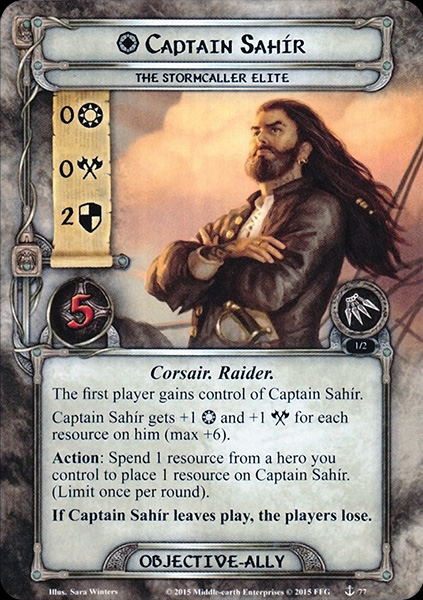 CAPTAIN SAHÍR
THE STORMCALLER ELITE
0
0
2
5
1/2
Corsair. Raider.
The first player gains control of Captain Sahír.
Captain Sahír gets +1 and +1 for each
resource on him (max +6).
Action: Spend 1 resource from a hero you
control to place 1 resource on Captain Sahír.
(Limit once per round).
If Captain Sahír leaves play, the players lose.
OBJECTIVE-ALLY
Illus. Sara Winters © 2015 Middle-earth Enterprises © 2015 FFG 77